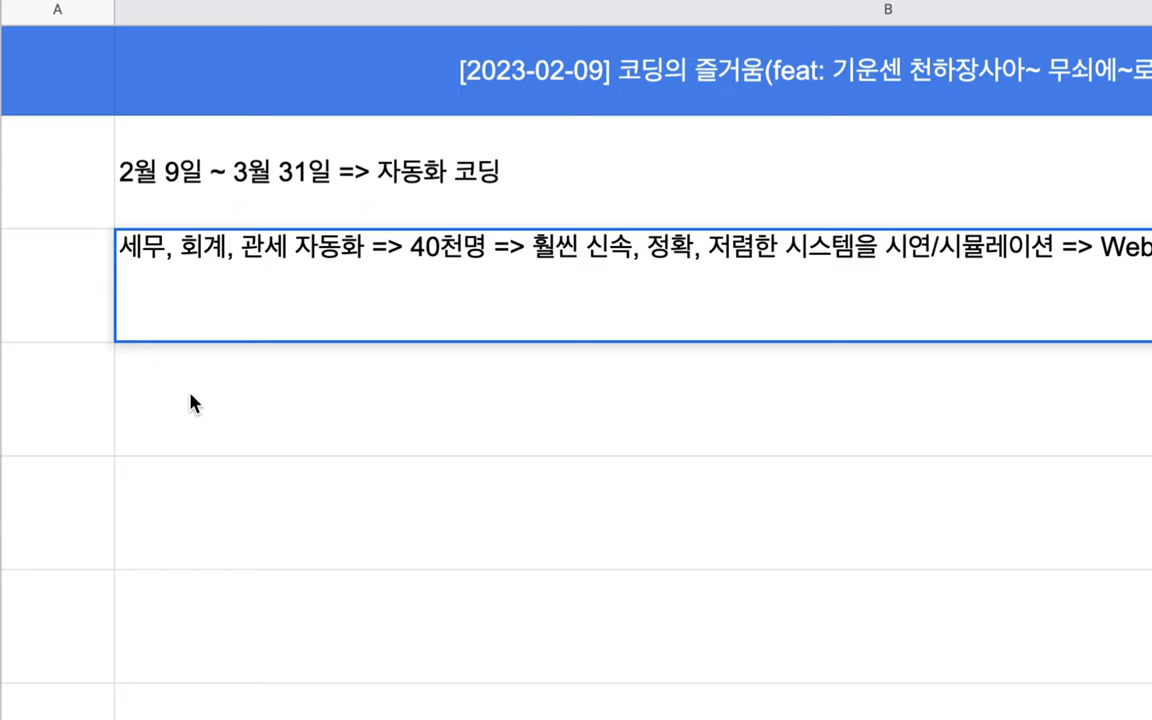 A B
[2023-02-09] 코딩의 즐거움(feat: 기운센 천하장사아~ 무쇠에~로
2월 9일 ~ 3월 31일 => 자동화 코딩
세무, 회계, 관세 자동화 => 40천명 => 훨씬 신속, 정확, 저렴한 시스템을 시연/시뮬레이션 => Web